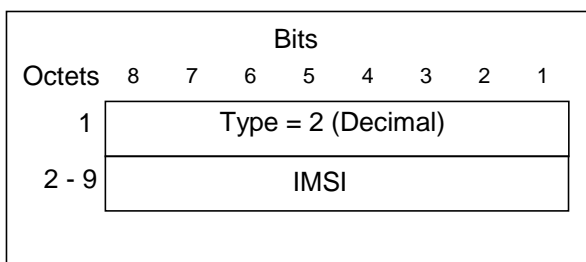 Bits
Octets 8 7 6 5 4 3 2 1
1 Type = 2 (Decimal)
2 - 9 IMSI